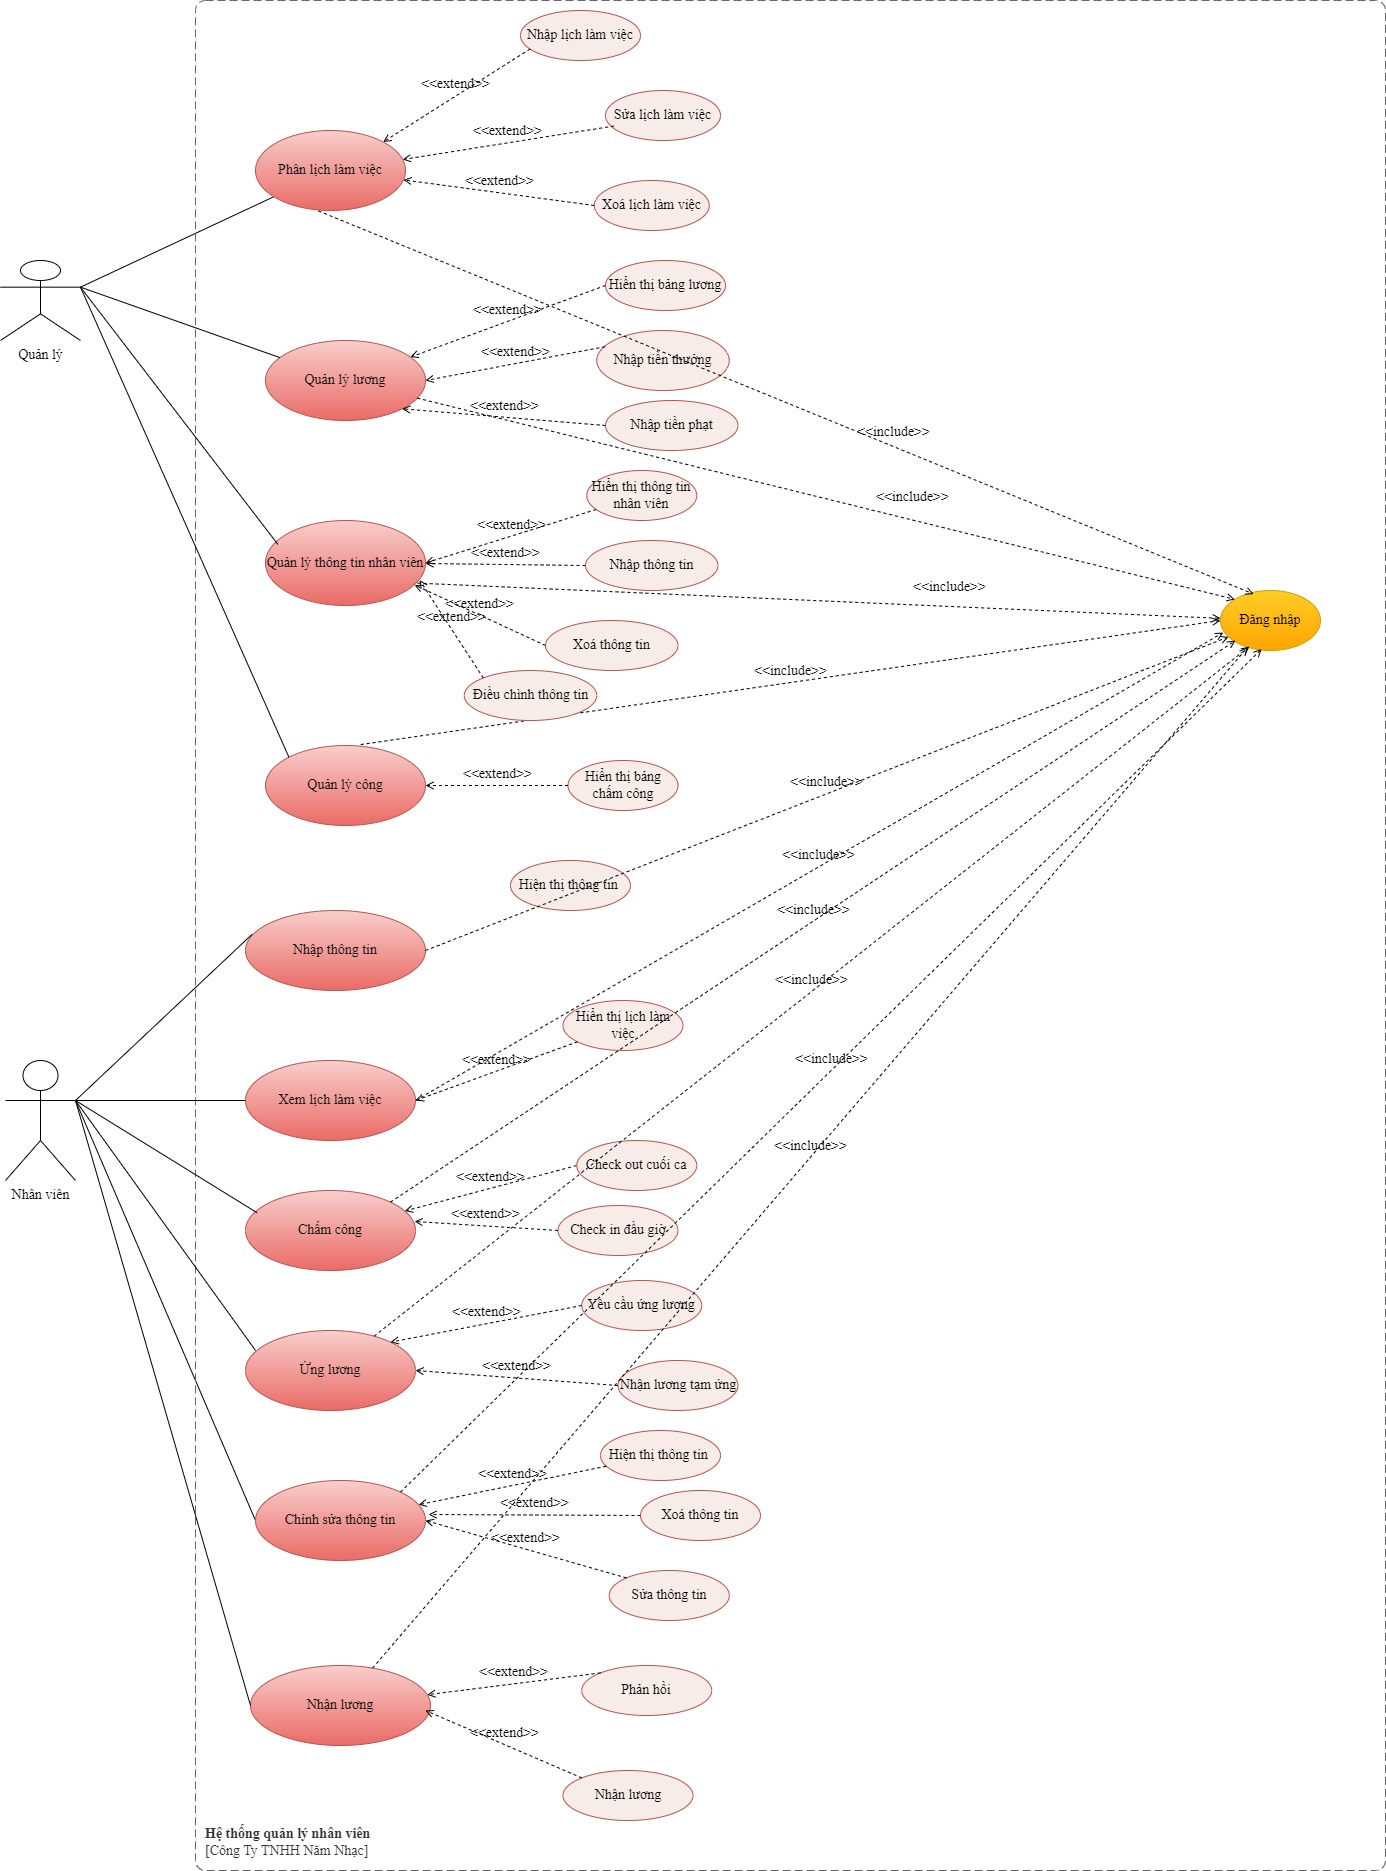 Nhập lịch làm việc
<<extend>>
Sửa lịch làm việc
<<extend>>
Phân lịch làm việc
<<extend>>
Xoá lịch làm việc
Hiển thị bảng lương
<<extend>>
Quản lý
<<extend>>
Nhập tiền thưởng
Quản lý lương
<<extend>>
Nhập tiền phạt
<<include>>
Hiển thị thông tin
nhân viên
<<include>>
<<extend>>
<<extend>>
Quản lý thông tin nhân viên
Nhập thông tin
<<include>>
<<extend>>
<<extend>>
Đăng nhập
Xoá thông tin
<<include>>
Điều chỉnh thông tin
<<extend>>
Quản lý công
Hiển thị bảng
chấm công
<<include>>
<<include>>
Hiện thị thông tin
<<include>>
Nhập thông tin
<<include>>
Hiển thị lịch làm
việc
<<extend>>
<<include>>
Xem lịch làm việc
<<include>>
Check out cuối ca
<<extend>>
Nhân viên
<<extend>>
Chấm công
Check in đầu giờ
Yêu cầu ứng lương
<<extend>>
<<extend>>
Ứng lương
Nhận lương tạm ứng
Hiện thị thông tin
<<extend>>
<<extend>>
Xoá thông tin
Chỉnh sửa thông tin
<<extend>>
Sửa thông tin
<<extend>>
Phản hồi
Nhận lương
<<extend>>
Nhận lương
Hệ thống quản lý nhân viên
[Công Ty TNHH Năm Nhạc]